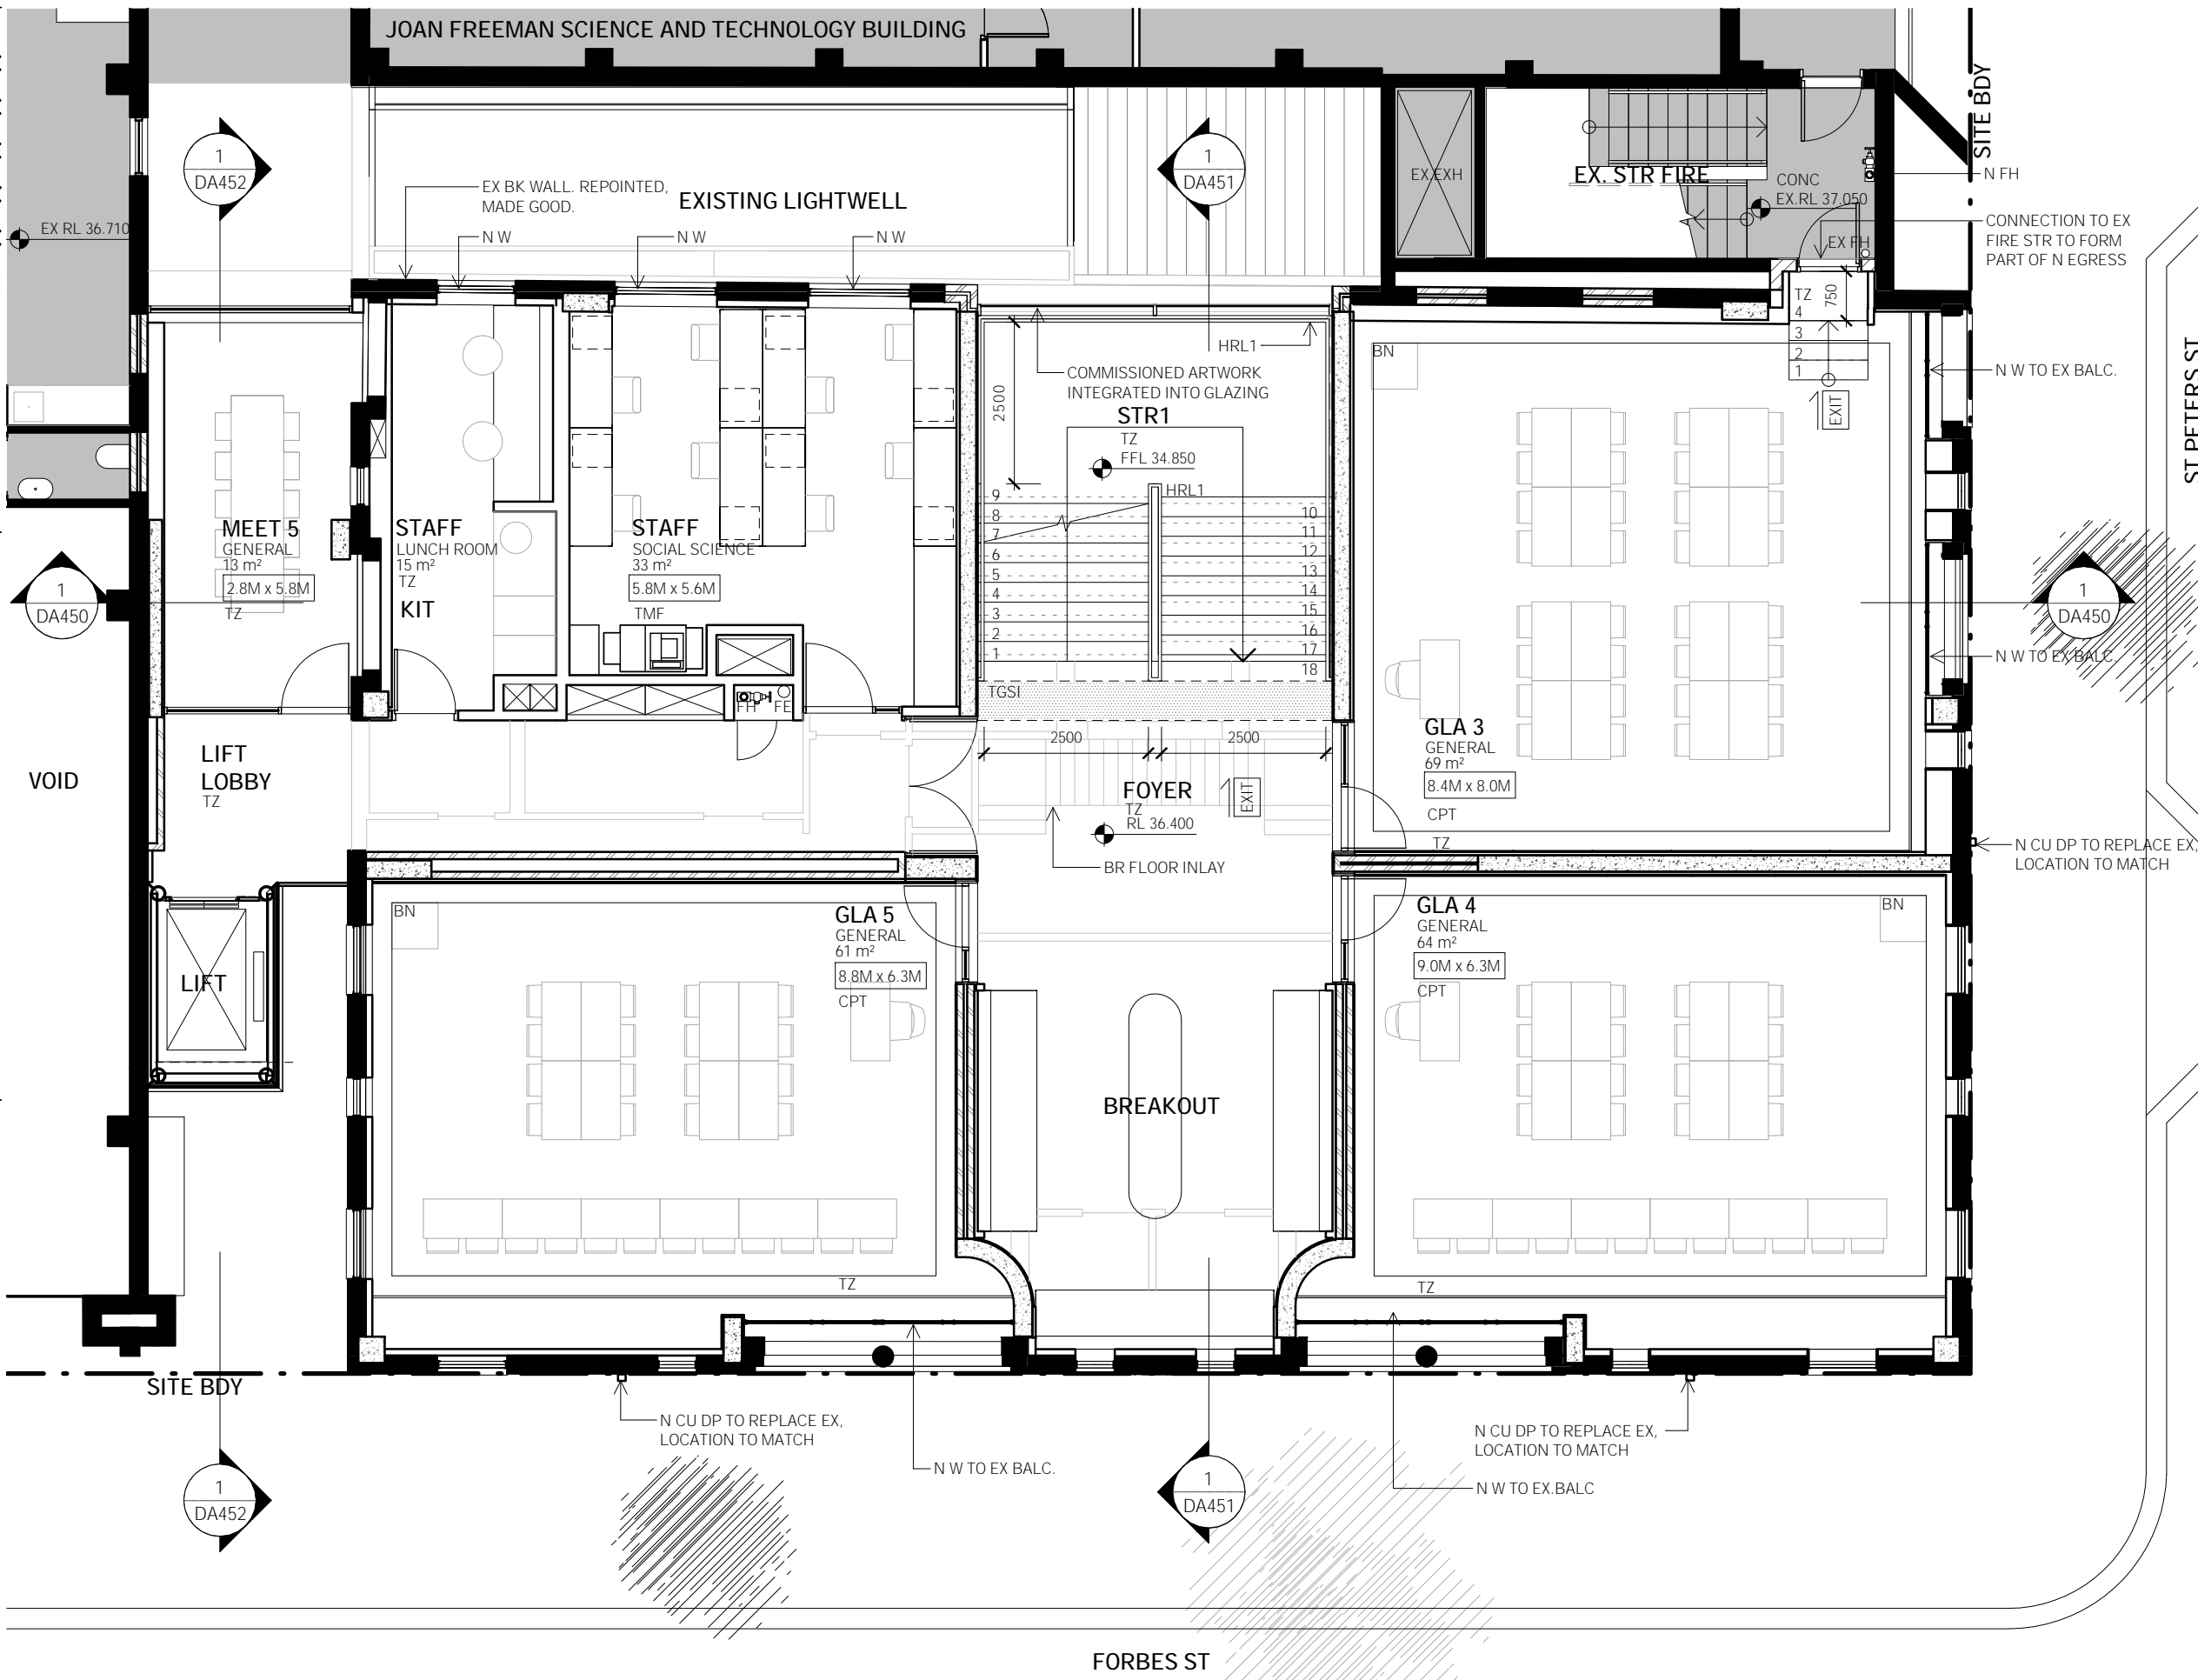 JOAN FREEMAN SCIENCE AND TECHNOLOGY BUILDING
SITE BDY
1
DA452
1
DA451
EX BK WALL. REPOINTED,
MADE GOOD.
EXISTING LIGHTWELL
EX.EXH
EX. STR FIRE
CONC
EX.RL 37.050
N FH
EX RL 36.710
N W
N W
N W
EX FH
CONNECTION TO EX
FIRE STR TO FORM
PART OF N EGRESS
TZ
750
4
3
2
1
EXIT
HRL1
BN
COMMISSIONED ARTWORK
INTEGRATED INTO GLAZING
N W TO EX BALC.
ST PETERS ST
2500
STR1
TZ
FFL 34.850
HRL1
9
8
7
6
5
4
3
2
1
10
11
12
13
14
15
16
17
18
MEET 5
GENERAL
13 m²
2.8M x 5.8M
TZ
STAFF
LUNCH ROOM
15 m²
TZ
KIT
STAFF
SOCIAL SCIENCE
33 m²
5.8M x 5.6M
TMF
1
DA450
1
DA450
N W TO EX BALC.
FH
FE
TGSI
2500
2500
GLA 3
GENERAL
69 m²
8.4M x 8.0M
CPT
TZ
VOID
LIFT
LOBBY
TZ
FOYER
TZ
RL 36.400
EXIT
BR FLOOR INLAY
N CU DP TO REPLACE EX,
LOCATION TO MATCH
BN
GLA 5
GENERAL
61 m²
8.8M x 6.3M
CPT
GLA 4
GENERAL
64 m²
9.0M x 6.3M
CPT
BN
LIFT
BREAKOUT
TZ
TZ
SITE BDY
N CU DP TO REPLACE EX,
LOCATION TO MATCH
N W TO EX BALC.
N CU DP TO REPLACE EX,
LOCATION TO MATCH
N W TO EX.BALC
1
DA452
1
DA451
FORBES ST